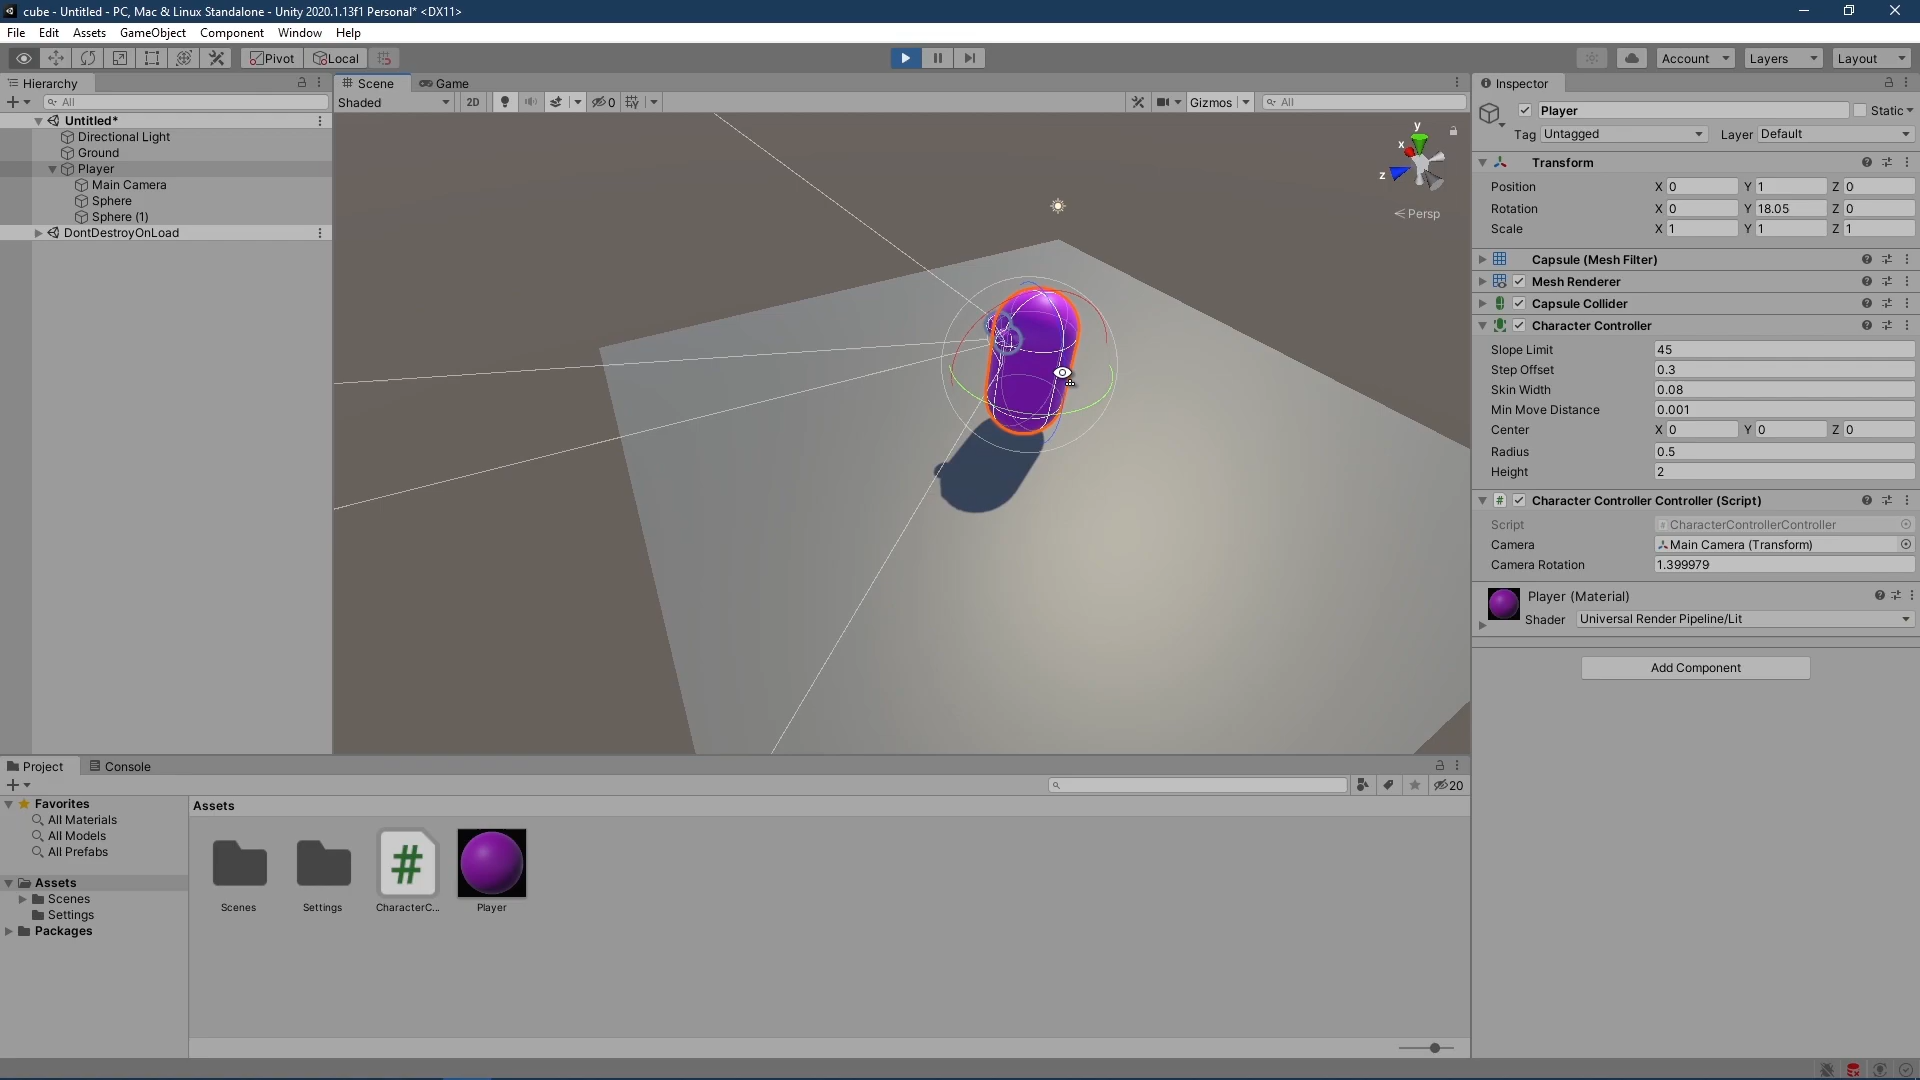 cube - Untitled - PC, Mac & Linux Standalone - Unity 2020.1.13f1 Personal* <DX11>
File Edit Assets GameObject Component Window Help
Pivot Local Account Layers Layout
Hierarchy
All
Untitled*
Directional Light
Ground
Player
Main Camera
Sphere
Sphere (1)
DontDestroyOnLoad
Scene Game
Shaded 2D 0 Gizmos All
y
x
z
Persp
Inspector
Player Static
Tag Untagged Layer Default
Transform
Position X 0 Y 1 Z 0
Rotation X 0 Y 18.05 Z 0
Scale X 1 Y 1 Z 1
Capsule (Mesh Filter)
Mesh Renderer
Capsule Collider
Character Controller
Slope Limit 45
Step Offset 0.3
Skin Width 0.08
Min Move Distance 0.001
Center X 0 Y 0 Z 0
Radius 0.5
Height 2
# Character Controller Controller (Script)
Script # CharacterControllerController
Camera Main Camera (Transform)
Camera Rotation 1.399979
Player (Material)
Shader Universal Render Pipeline/Lit
Add Component
Project Console
20
Favorites
All Materials
All Models
All Prefabs
Assets
Scenes
Settings
Packages
Assets
#
Scenes Settings CharacterC... Player